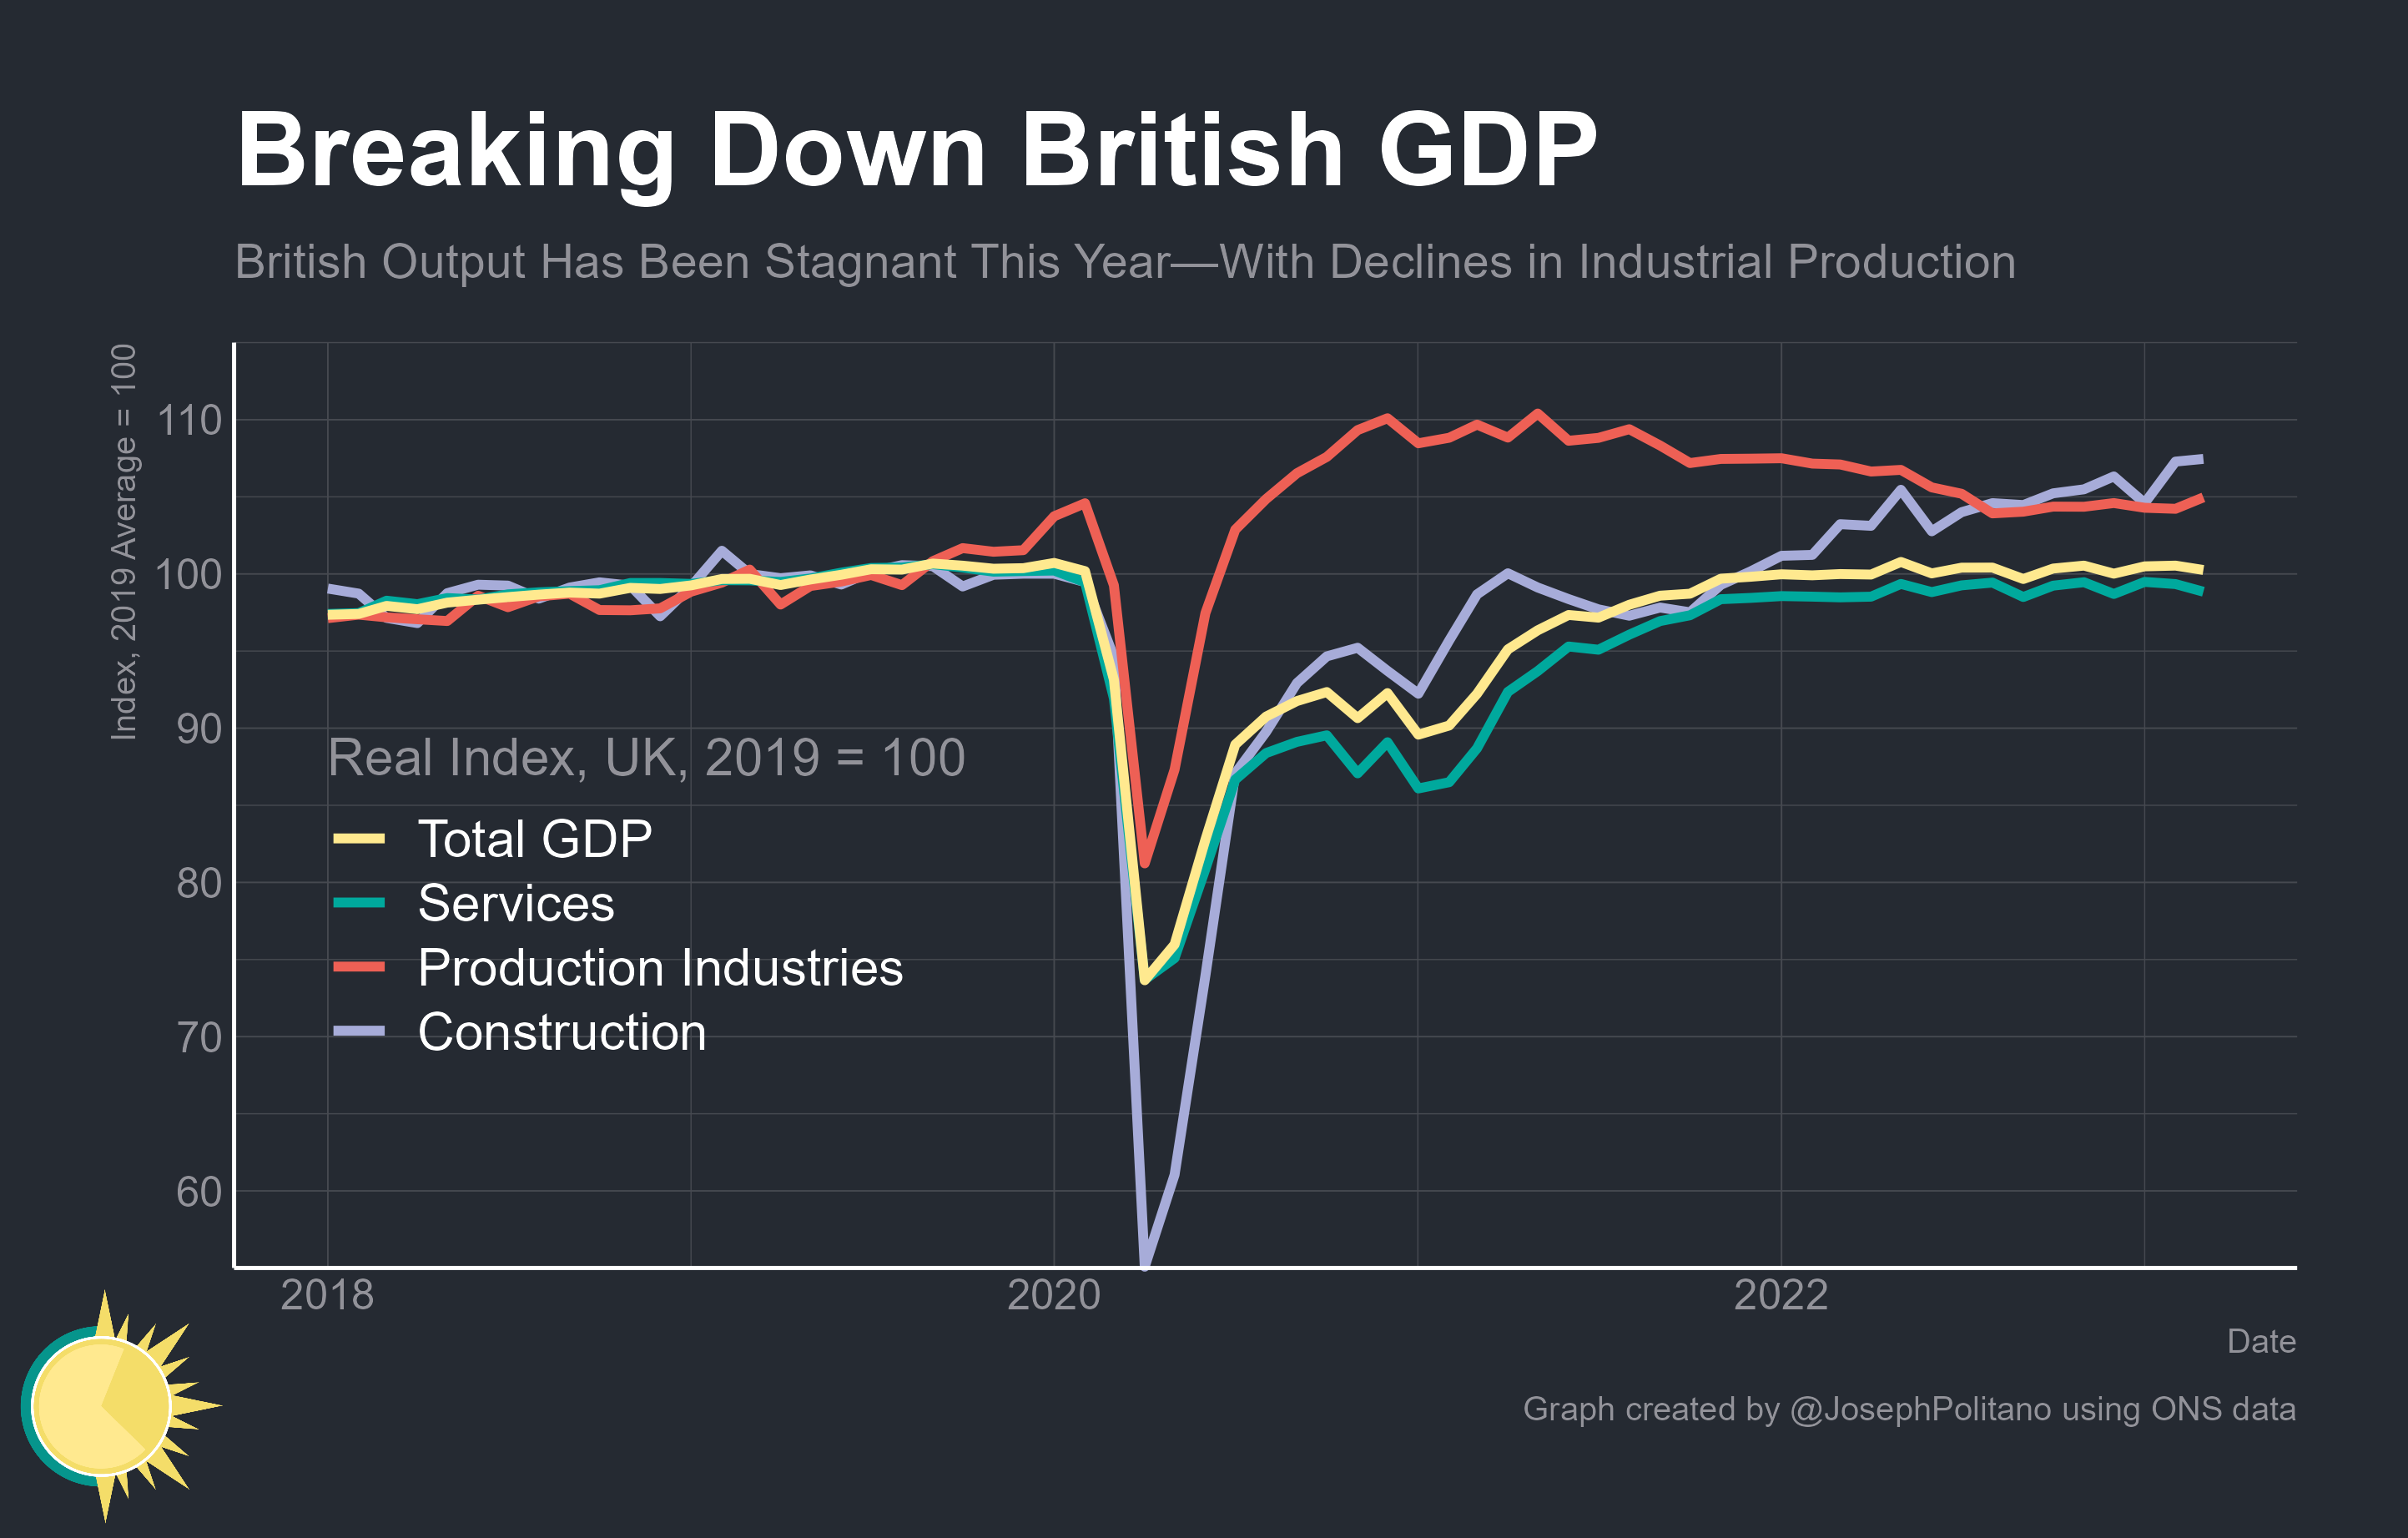 Breaking Down British GDP
British Output Has Been Stagnant This Year—With Declines in Industrial Production
Index, 2019 Average = 100
110
100
90
80
70
60
Real Index, UK, 2019 = 100
Total GDP
Services
Production Industries
Construction
2018
2020
2022
Date
Graph created by @JosephPolitano using ONS data